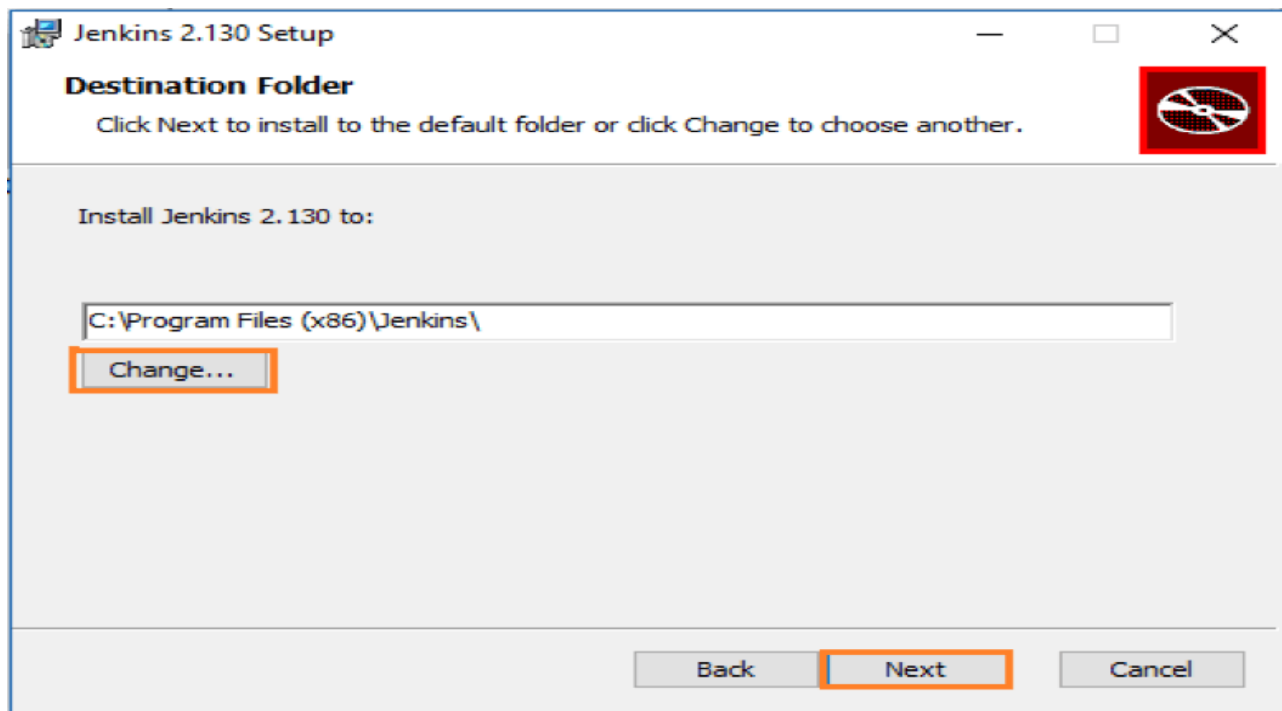 Jenkins 2.130 Setup
Destination Folder
Click Next to install to the default folder or click Change to choose another.
Install Jenkins 2.130 to:
C:\Program Files (x86)\Jenkins\
Change...
Back Next Cancel